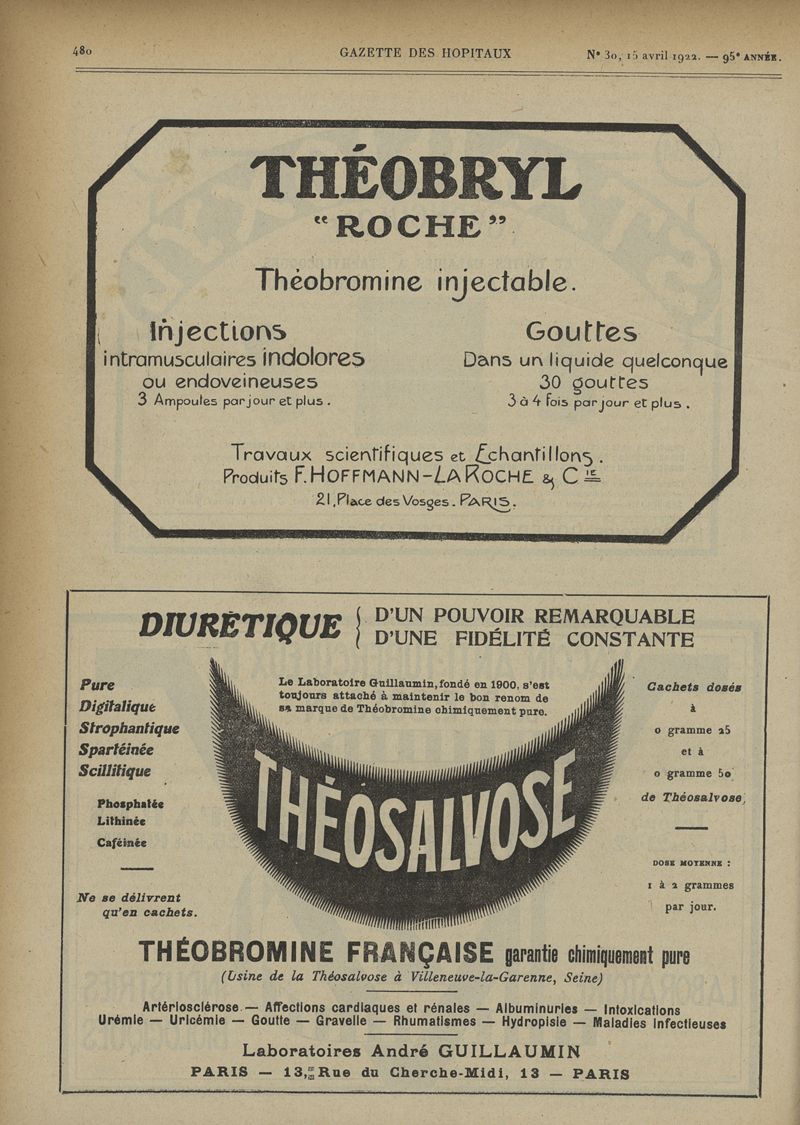 480
GAZETTE DES HOPITAUX
N° 30, 15 avril 1922. — 95e ANNÉE.
THÉOBRYL
“ROCHE”
Théobromine injectable.
Injections
intramusculaires indolores
ou endoveineuses
3 Ampoules par jour et plus.
Gouttes
Dans un liquide quelconque
30 gouttes
3 à 4 fois par jour et plus.
Travaux scientifiques et Echantillons.
Produits F. HOFFMANN-LA ROCHE & Cie
21, Place des Vosges. PARIS.
DIURÉTIQUE
D'UN POUVOIR REMARQUABLE
D'UNE FIDÉLITÉ CONSTANTE
Pure
Digitalique
Strophantique
Spartéinée
Scillitique
Phosphatée
Lithinée
Caféinée
Ne se délivrent
qu'en cachets.
Le Laboratoire Guillaumin, fondé en 1900, s'est
toujours attaché à maintenir le bon renom de
sa marque de Théobromine chimiquement pure.
THÉOSALVOSE
Cachets dosés
à
0 gramme 25
et à
0 gramme 50
de Théosalvose
DOSE MOYENNE :
1 à 2 grammes
par jour.
THÉOBROMINE FRANÇAISE garantie chimiquement pure
(Usine de la Théosalvose à Villeneuve-la-Garenne, Seine)
Artériosclérose — Affections cardiaques et rénales — Albuminuries — Intoxications
Urémie — Uricémie — Goutte — Gravelle — Rhumatismes — Hydropisie — Maladies Infectieuses
Laboratoires André GUILLAUMIN
PARIS — 13, Rue du Cherche-Midi, 13 — PARIS